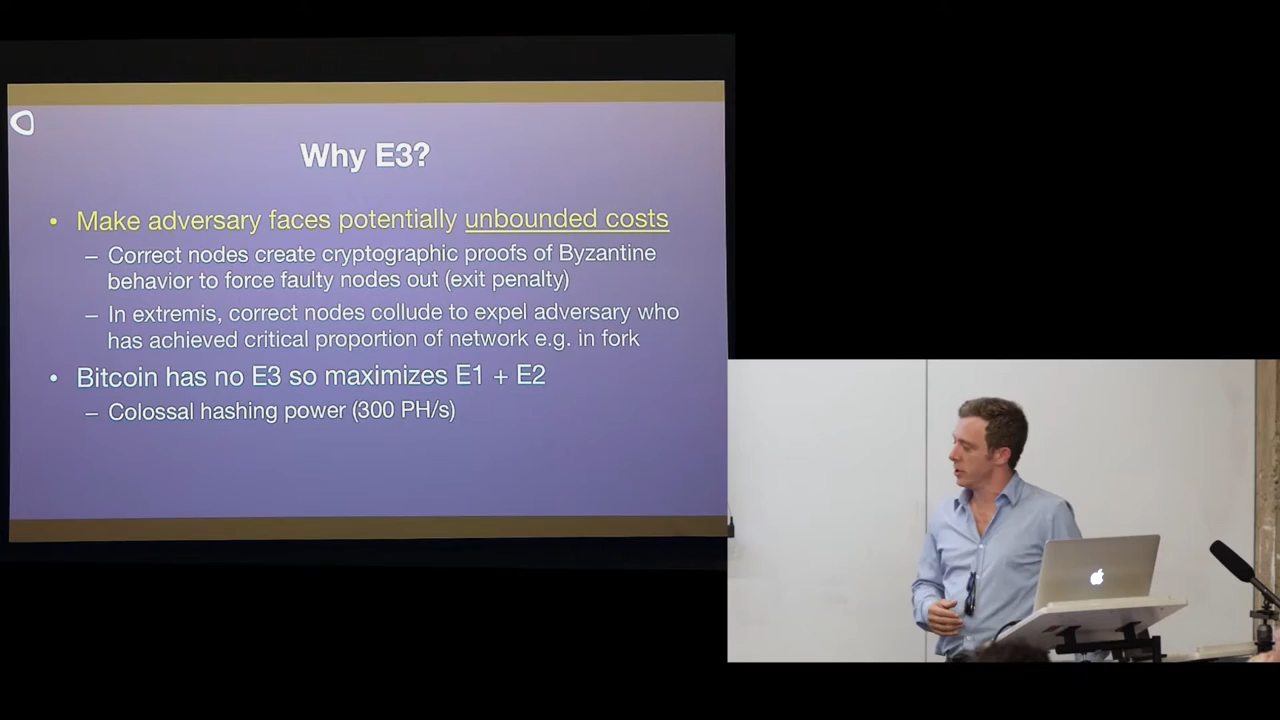 Why E3?
• Make adversary faces potentially unbounded costs
– Correct nodes create cryptographic proofs of Byzantine
behavior to force faulty nodes out (exit penalty)
– In extremis, correct nodes collude to expel adversary who
has achieved critical proportion of network e.g. in fork
• Bitcoin has no E3 so maximizes E1 + E2
– Colossal hashing power (300 PH/s)